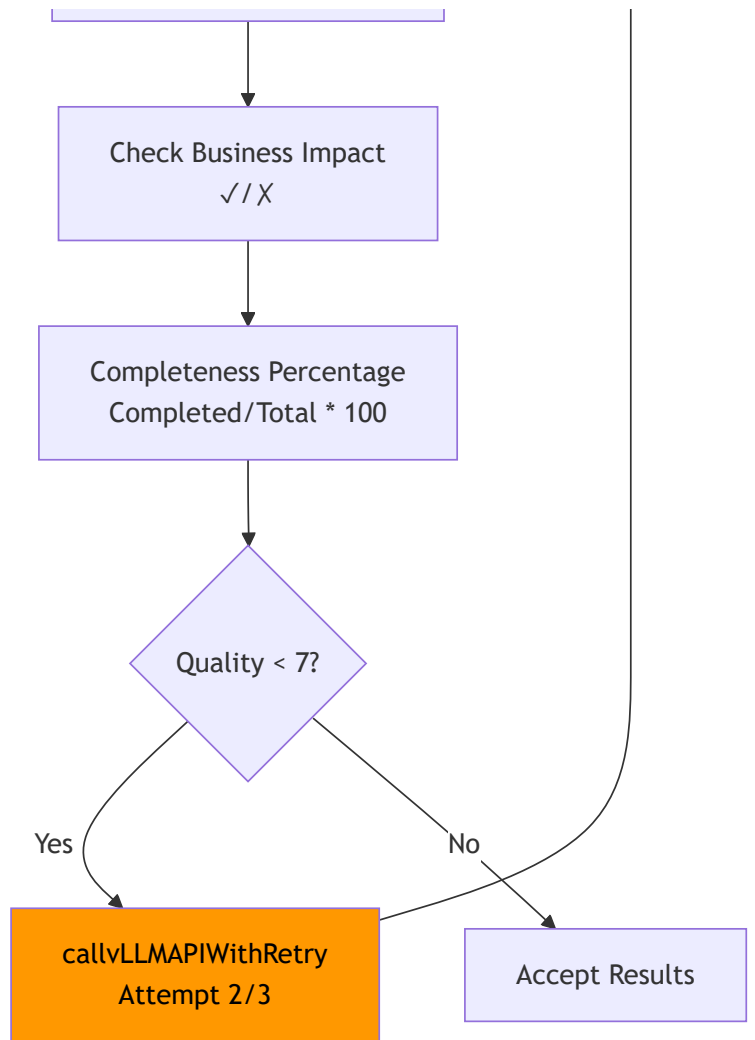 Check Business Impact
✓/✗
Completeness Percentage
Completed/Total * 100
Quality < 7?
Yes
No
callvLLMAPIWithRetry
Attempt 2/3
Accept Results